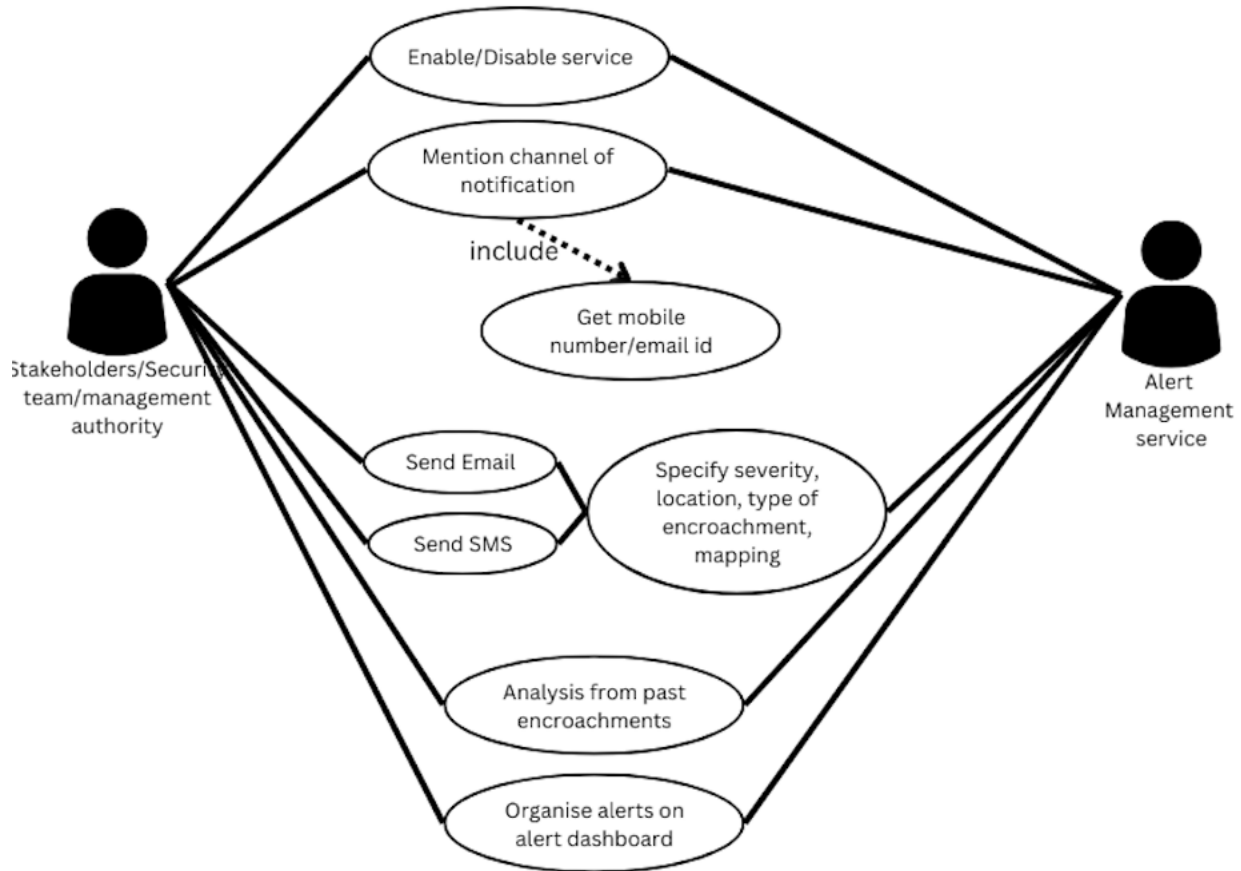 Enable/Disable service
Mention channel of
notification
include
Get mobile
number/email id
Stakeholders/Security
team/management
authority
Alert
Management
service
Send Email
Send SMS
Specify severity,
location, type of
encroachment,
mapping
Analysis from past
encroachments
Organise alerts on
alert dashboard